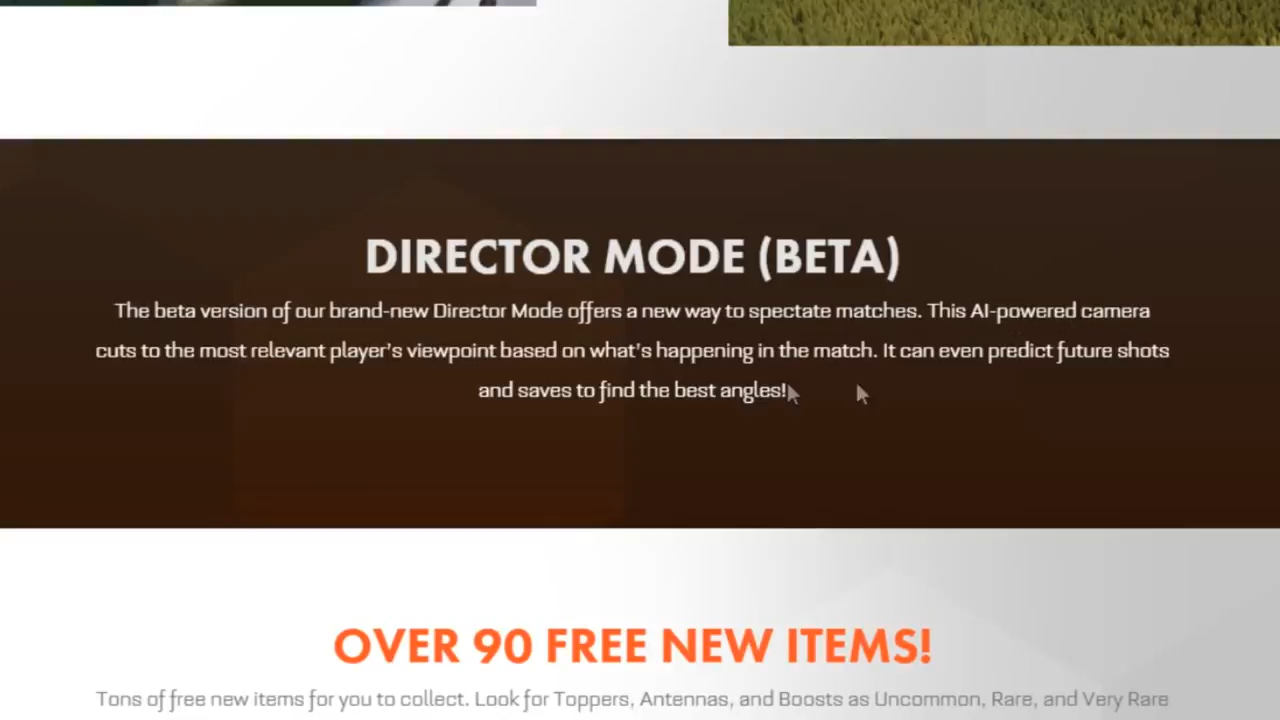 DIRECTOR MODE (BETA)
The beta version of our brand-new Director Mode offers a new way to spectate matches. This AI-powered camera
cuts to the most relevant player's viewpoint based on what's happening in the match. It can even predict future shots
and saves to find the best angles!
OVER 90 FREE NEW ITEMS!
Tons of free new items for you to collect. Look for Toppers, Antennas, and Boosts as Uncommon, Rare, and Very Rare